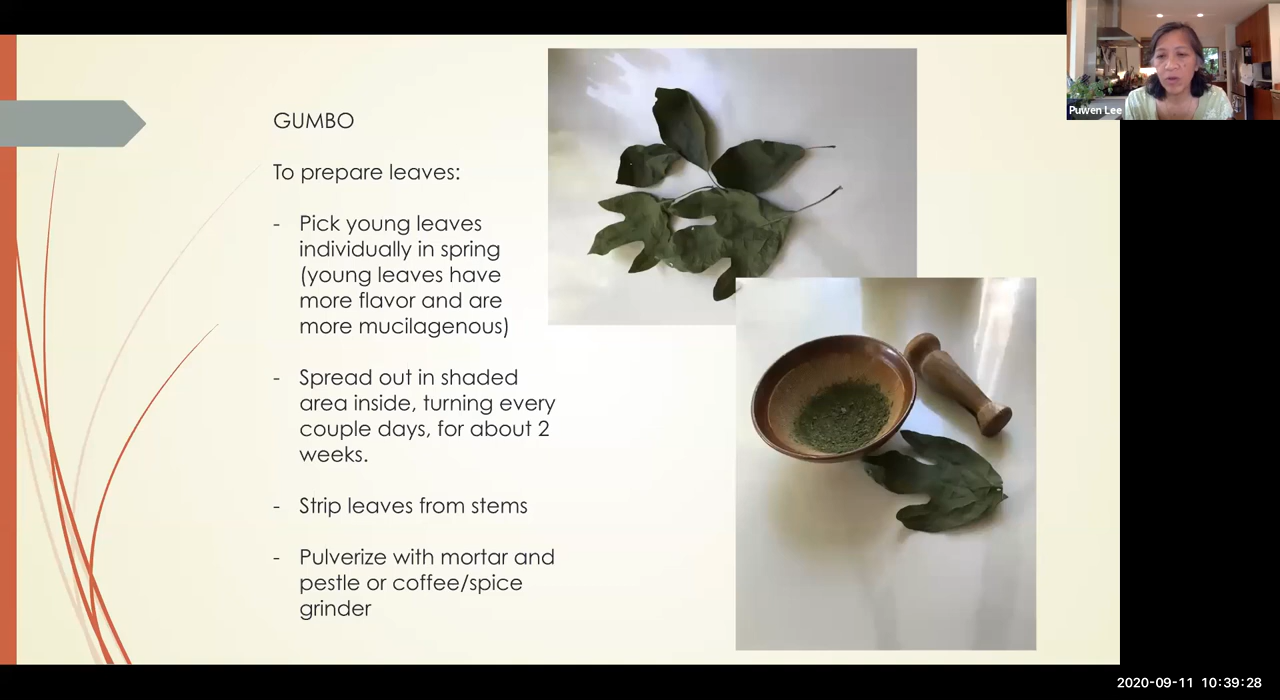 GUMBO
To prepare leaves:
- Pick young leaves
individually in spring
(young leaves have
more flavor and are
more mucilagenous)
- Spread out in shaded
area inside, turning every
couple days, for about 2
weeks.
- Strip leaves from stems
- Pulverize with mortar and
pestle or coffee/spice
grinder
Puwen Lee
2020-09-11 10:39:28